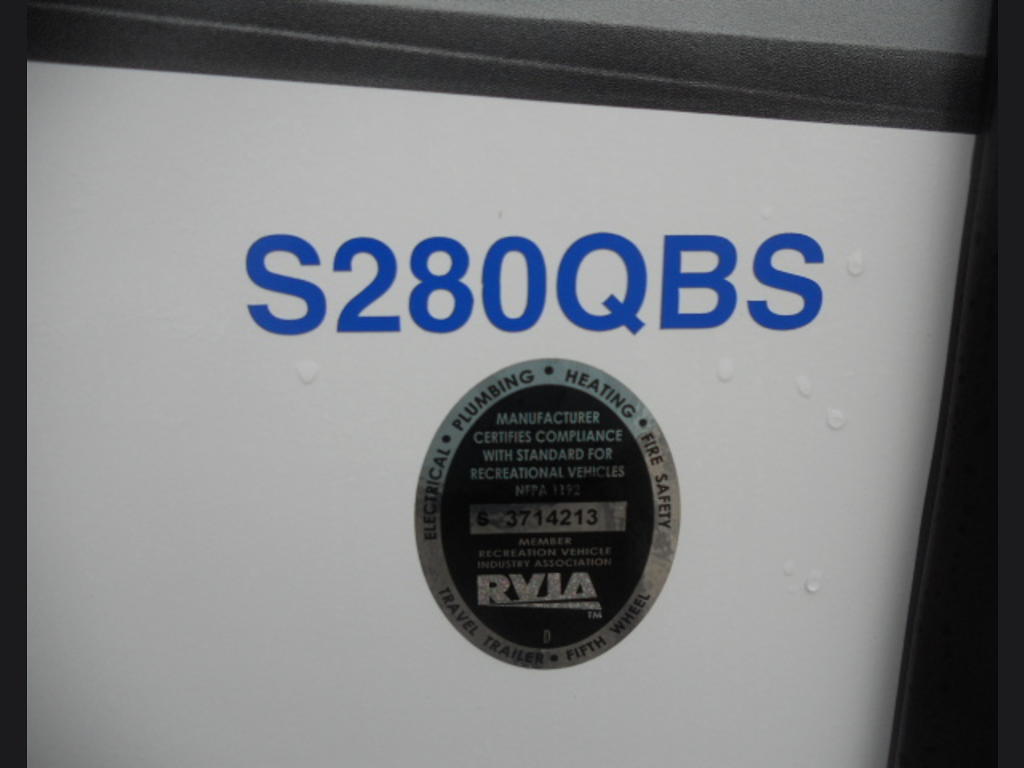 S280QBS
ELECTRICAL • PLUMBING • HEATING • FIRE SAFETY
MANUFACTURER
CERTIFIES COMPLIANCE
WITH STANDARD FOR
RECREATIONAL VEHICLES
NFPA 1192
S 3714213
MEMBER
RECREATION VEHICLE
INDUSTRY ASSOCIATION
RVIA
TM
D
TRAVEL TRAILER • FIFTH WHEEL